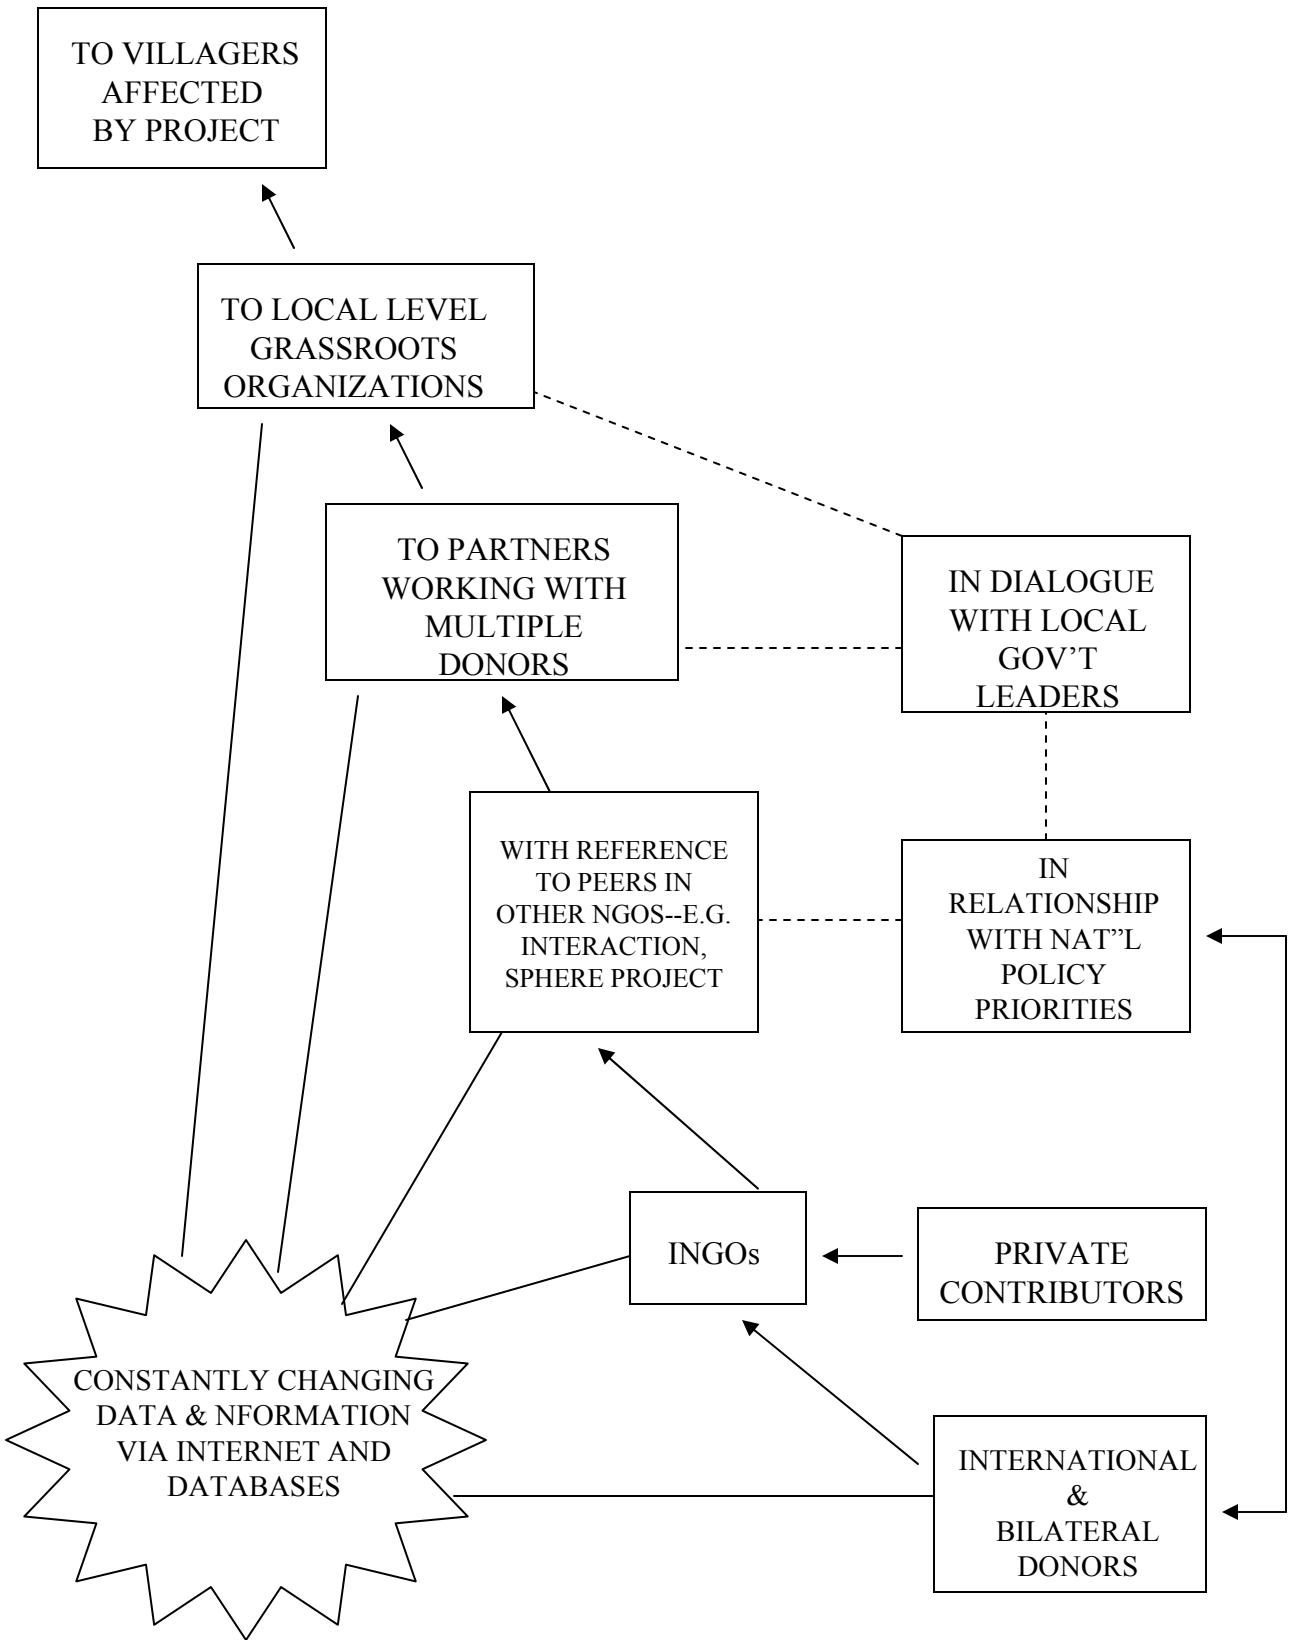 TO VILLAGERS
AFFECTED
BY PROJECT
TO LOCAL LEVEL
GRASSROOTS
ORGANIZATIONS
TO PARTNERS
WORKING WITH
MULTIPLE
DONORS
IN DIALOGUE
WITH LOCAL
GOV’T
LEADERS
WITH REFERENCE
TO PEERS IN
OTHER NGOS--E.G.
INTERACTION,
SPHERE PROJECT
IN
RELATIONSHIP
WITH NAT”L
POLICY
PRIORITIES
INGOs
PRIVATE
CONTRIBUTORS
CONSTANTLY CHANGING
DATA & NFORMATION
VIA INTERNET AND
DATABASES
INTERNATIONAL
&
BILATERAL
DONORS